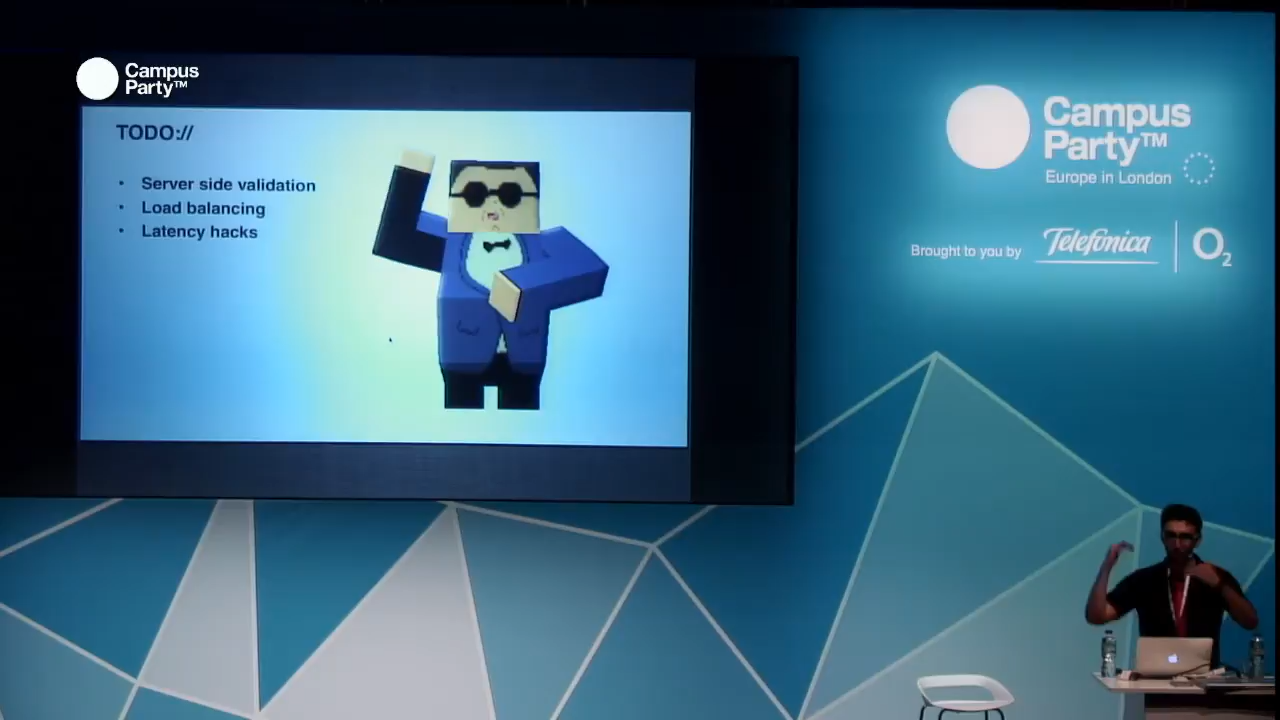 Campus
Party™
TODO://
• Server side validation
• Load balancing
• Latency hacks
Campus
Party™
Europe in London
Brought to you by
Telefónica
O2